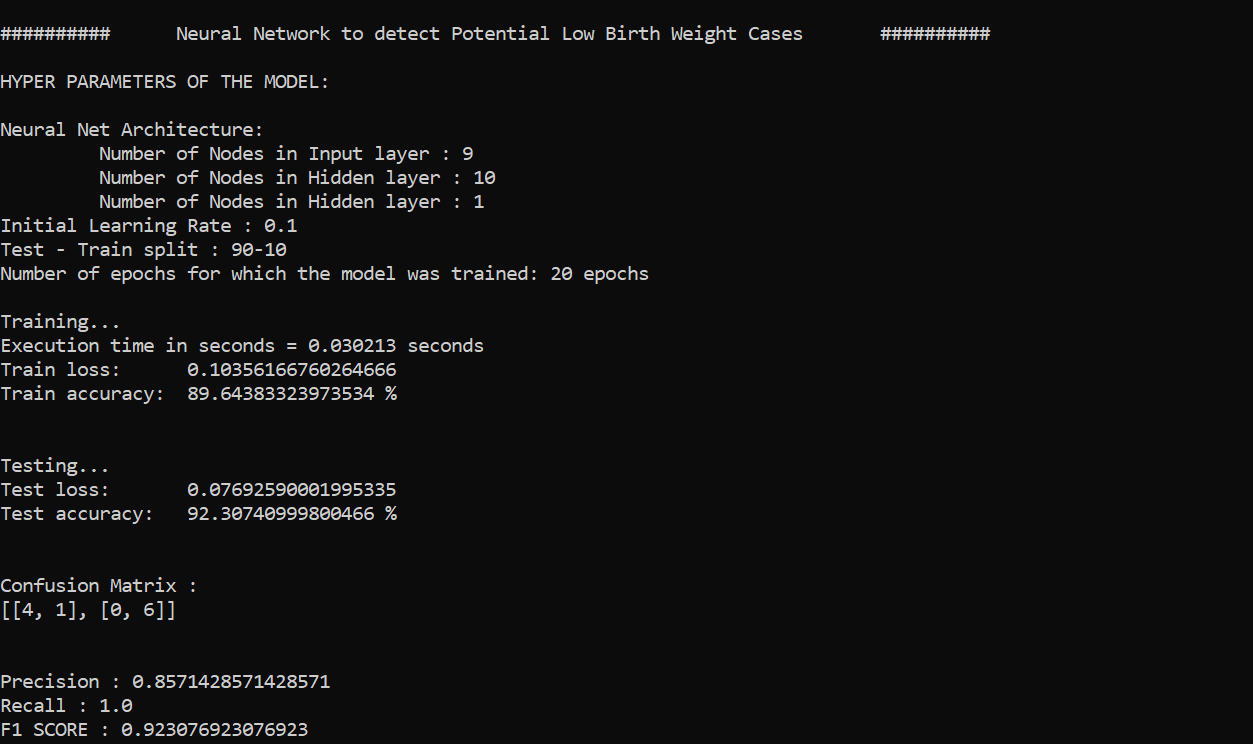 ########## Neural Network to detect Potential Low Birth Weight Cases ##########
HYPER PARAMETERS OF THE MODEL:
Neural Net Architecture:
Number of Nodes in Input layer : 9
Number of Nodes in Hidden layer : 10
Number of Nodes in Hidden layer : 1
Initial Learning Rate : 0.1
Test - Train split : 90-10
Number of epochs for which the model was trained: 20 epochs
Training...
Execution time in seconds = 0.030213 seconds
Train loss: 0.10356166760264666
Train accuracy: 89.64383323973534 %
Testing...
Test loss: 0.07692590001995335
Test accuracy: 92.30740999800466 %
Confusion Matrix :
[[4, 1], [0, 6]]
Precision : 0.8571428571428571
Recall : 1.0
F1 SCORE : 0.923076923076923